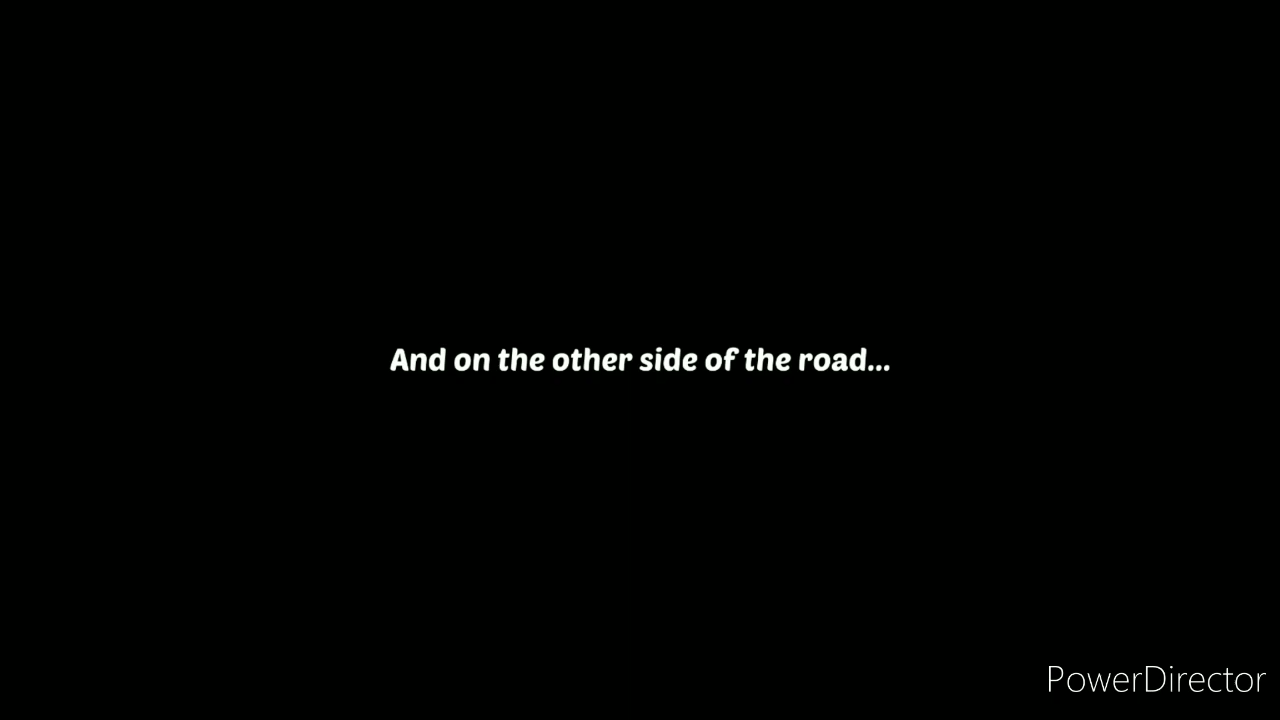 And on the other side of the road...
PowerDirector